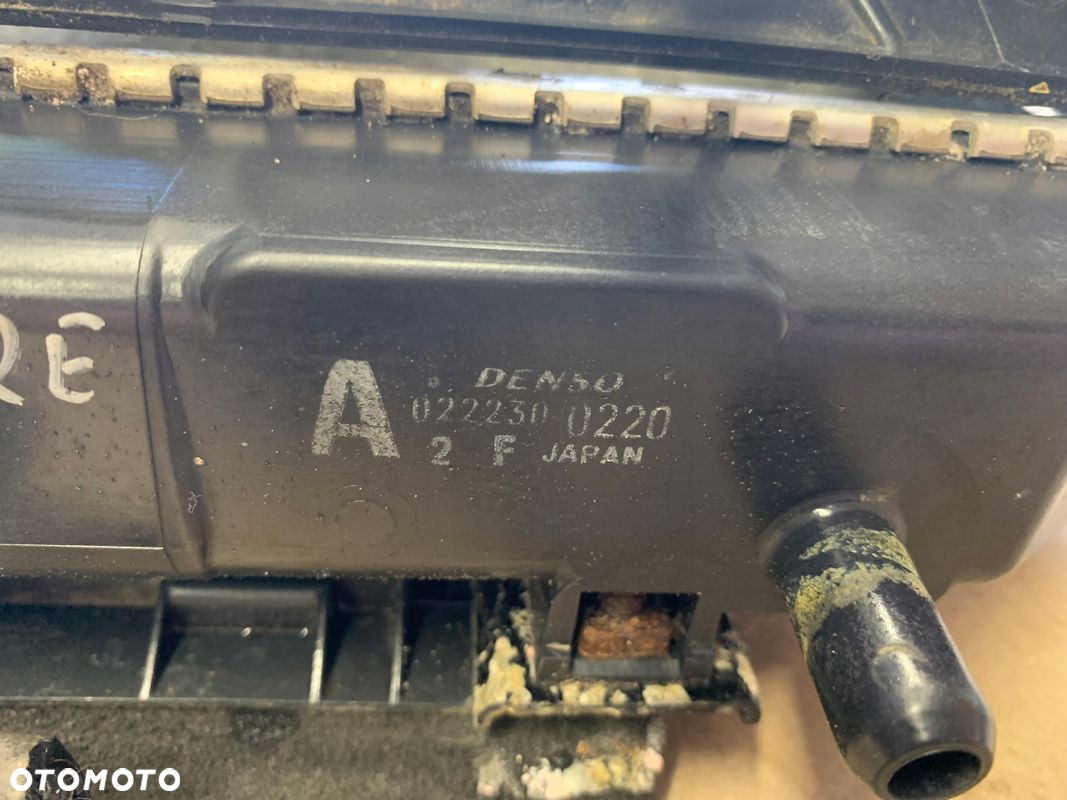 RE
A
DENSO
022230 0220
2 F JAPAN
OTOMOTO